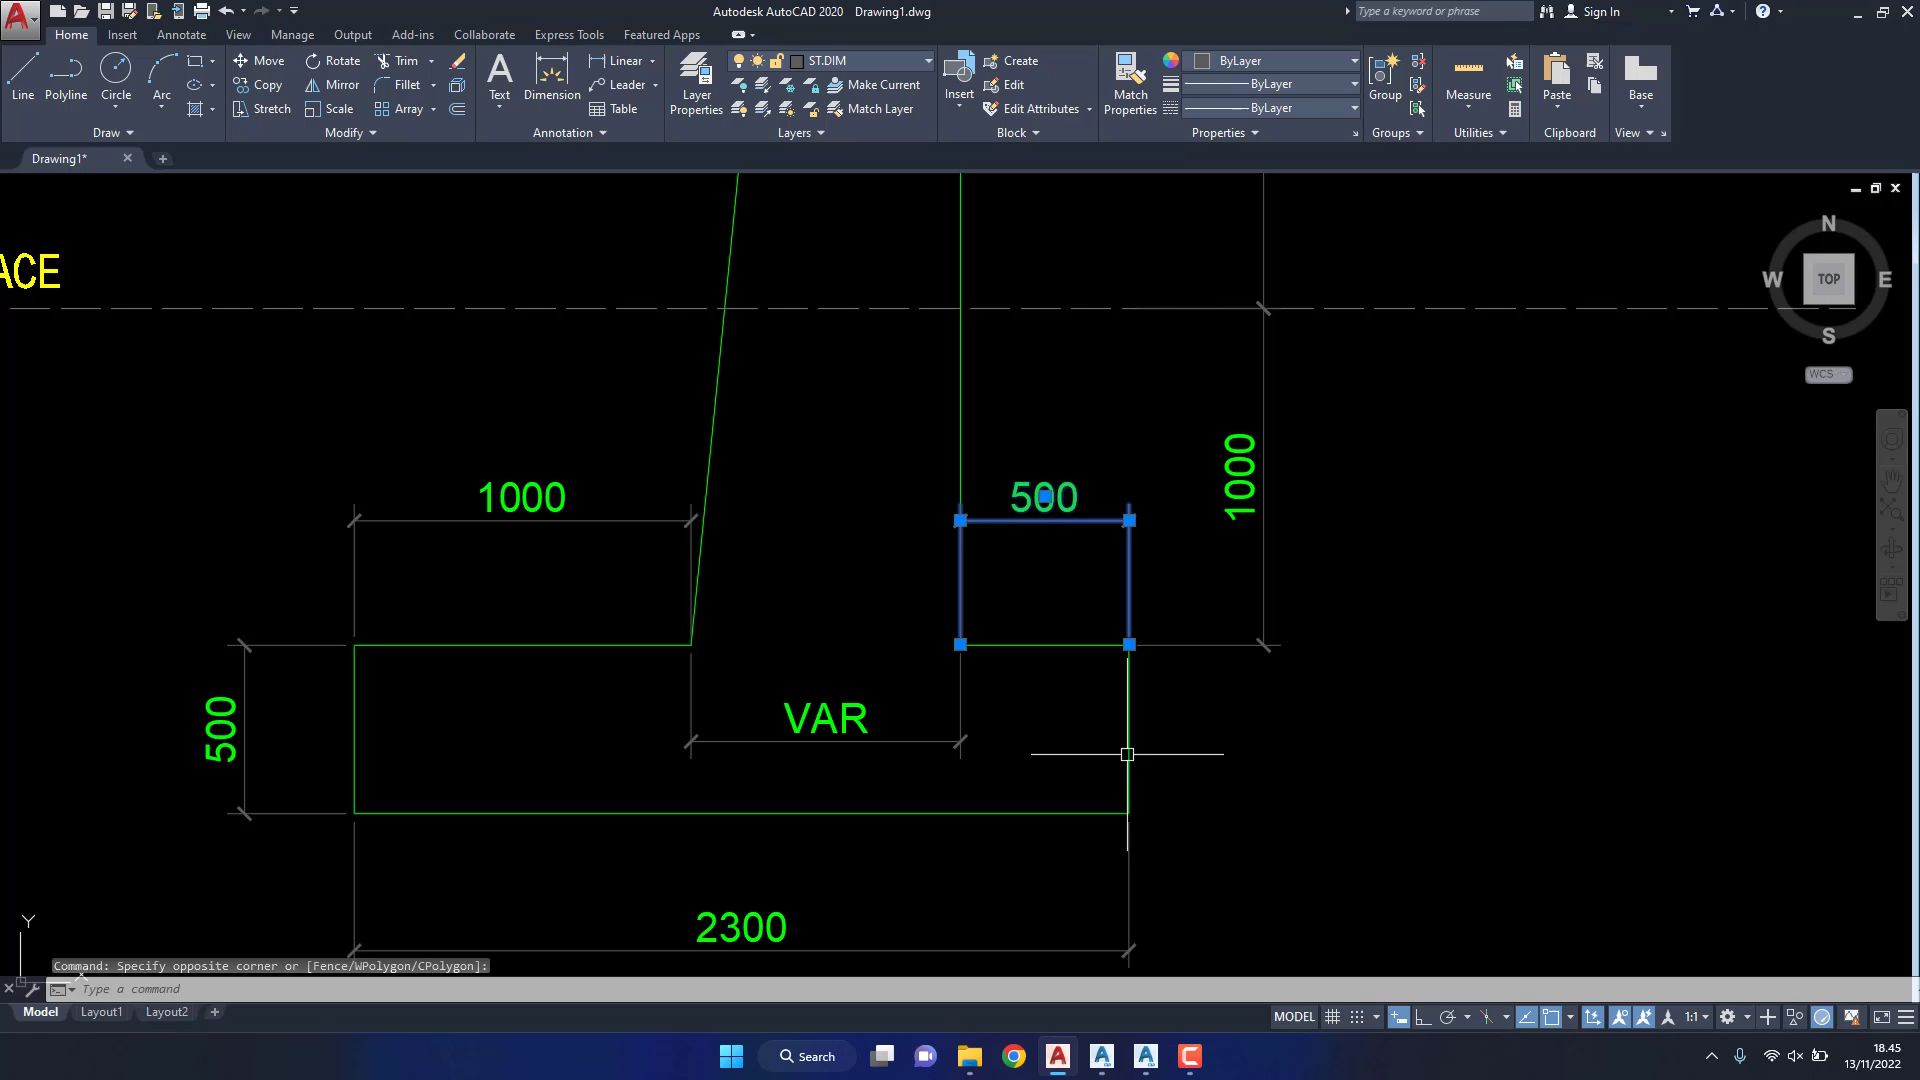 Autodesk AutoCAD 2020 Drawing1.dwg
Type a keyword or phrase
Sign In
Home Insert Annotate View Manage Output Add-ins Collaborate Express Tools Featured Apps
Line
Polyline
Circle
Arc
Draw
Move
Copy
Stretch
Rotate
Mirror
Scale
Trim
Fillet
Array
Modify
Text
Dimension
Linear
Leader
Table
Annotation
Layer
Properties
ST.DIM
Make Current
Match Layer
Layers
Insert
Create
Edit
Edit Attributes
Block
Match
Properties
ByLayer
ByLayer
ByLayer
Properties
Group
Groups
Measure
Utilities
Paste
Clipboard
Base
View
Drawing1*
ACE
N
W
TOP
E
S
WCS
1000
500
1000
500
VAR
2300
Y
Command: Specify opposite corner or [Fence/WPolygon/CPolygon]:
Type a command
Model Layout1 Layout2
MODEL
1:1
Search
18.45
13/11/2022